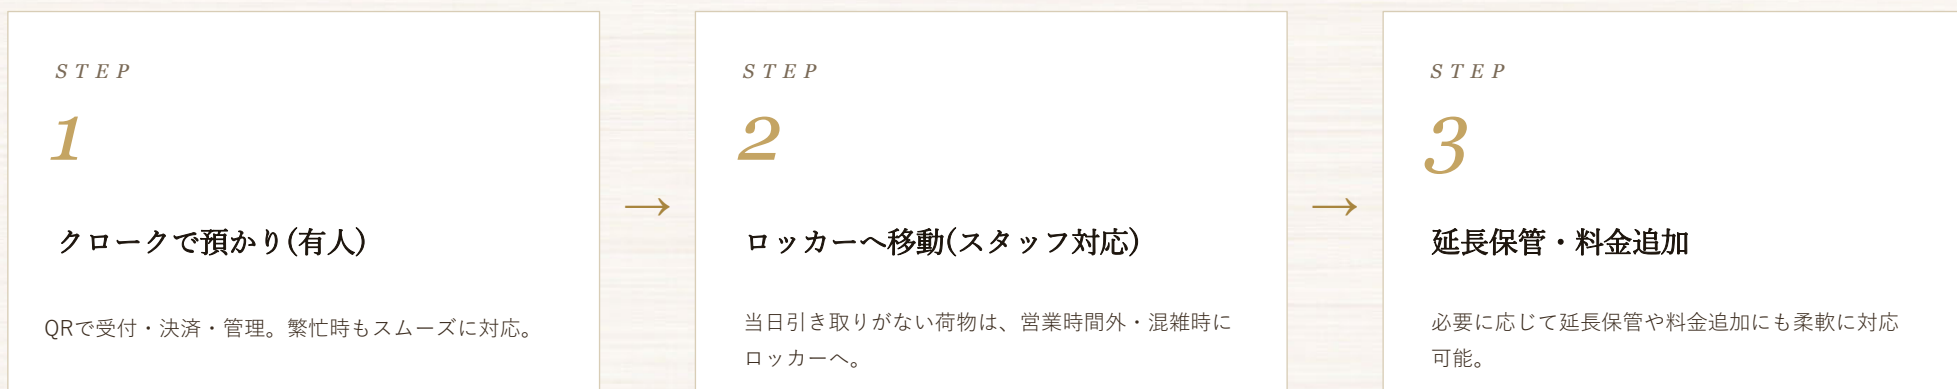 STEP
1
クロークで預かり(有人)
QRで受付・決済・管理。繁忙時もスムーズに対応。
→
STEP
2
ロッカーへ移動(スタッフ対応)
当日引き取りがない荷物は、営業時間外・混雑時に
ロッカーへ。
→
STEP
3
延長保管・料金追加
必要に応じて延長保管や料金追加にも柔軟に対応
可能。